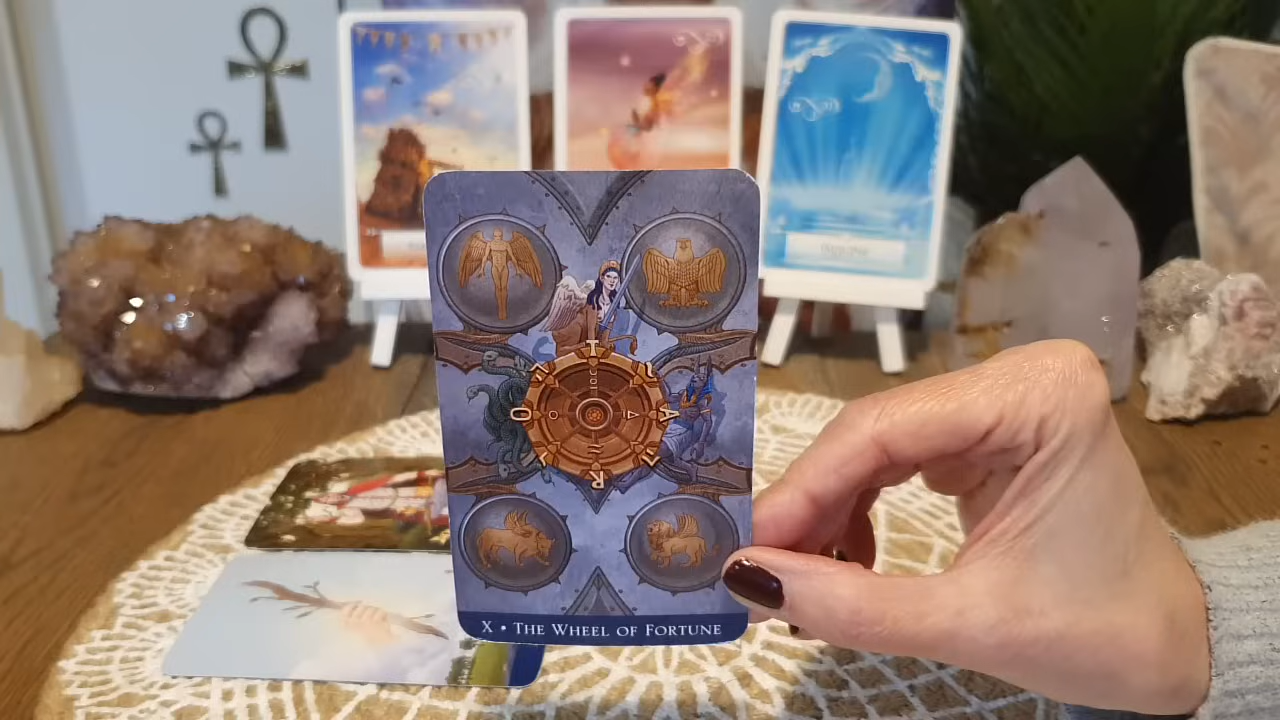 T
A
R
O
X • THE WHEEL OF FORTUNE